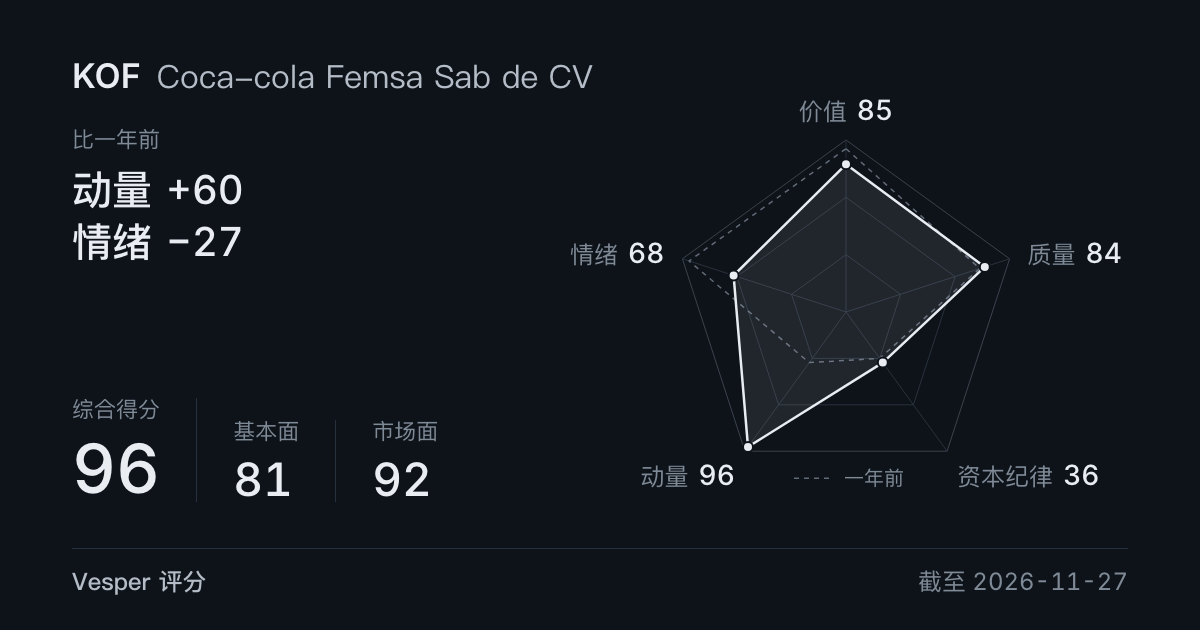 KOF Coca–cola Femsa Sab de CV
比一年前
动量 +60
情绪 −27
综合得分
96
基本面
81
市场面
92
价值 85
情绪 68
质量 84
动量 96
一年前
资本纪律 36
Vesper 评分
截至 2026-11-27